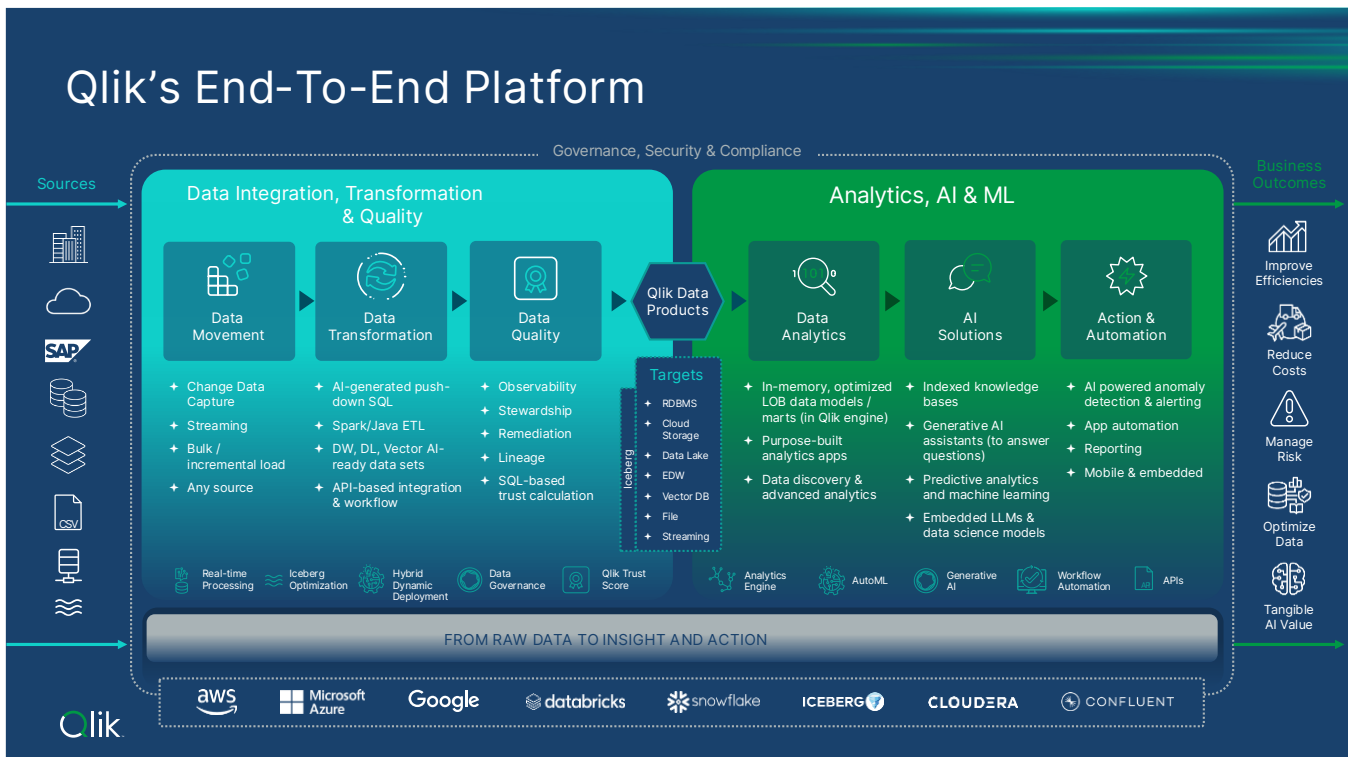 Qlik’s End-To-End Platform
Governance, Security & Compliance
Sources
SAP
CSV
Data Integration, Transformation
& Quality
Data
Movement
Change Data
Capture
Streaming
Bulk /
incremental load
Any source
Data
Transformation
AI-generated push-
down SQL
Spark/Java ETL
DW, DL, Vector AI-
ready data sets
API-based integration
& workflow
Data
Quality
Observability
Stewardship
Remediation
Lineage
SQL-based
trust calculation
Real-time
Processing
Iceberg
Optimization
Hybrid
Dynamic
Deployment
Data
Governance
Qlik Trust
Score
Qlik Data
Products
Targets
Iceberg
RDBMS
Cloud
Storage
Data Lake
EDW
Vector DB
File
Streaming
Analytics, AI & ML
1 101 0
Data
Analytics
In-memory, optimized
LOB data models /
marts (in Qlik engine)
Purpose-built
analytics apps
Data discovery &
advanced analytics
AI
Solutions
Indexed knowledge
bases
Generative AI
assistants (to answer
questions)
Predictive analytics
and machine learning
Embedded LLMs &
data science models
Action &
Automation
AI powered anomaly
detection & alerting
App automation
Reporting
Mobile & embedded
Analytics
Engine
AutoML
Generative
AI
Workflow
Automation
API
APIs
Business
Outcomes
Improve
Efficiencies
Reduce
Costs
Manage
Risk
Optimize
Data
Tangible
AI Value
FROM RAW DATA TO INSIGHT AND ACTION
aws
Microsoft
Azure
Google
databricks
snowflake
ICEBERG
CLOUDERA
CONFLUENT
Qlik